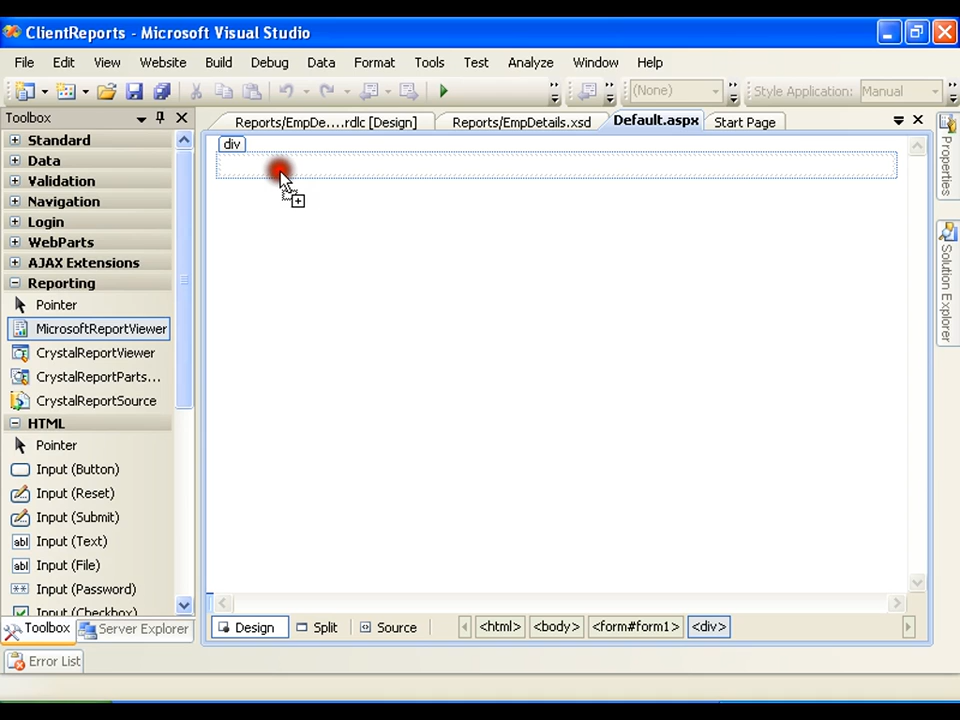 ClientReports - Microsoft Visual Studio
File Edit View Website Build Debug Data Format Tools Test Analyze Window Help
(None) Style Application: Manual
Toolbox
Reports/EmpDe....rdlc [Design] Reports/EmpDetails.xsd Default.aspx Start Page
div
Standard
Data
Validation
Navigation
Login
WebParts
AJAX Extensions
Reporting
Pointer
MicrosoftReportViewer
CrystalReportViewer
CrystalReportParts...
CrystalReportSource
HTML
Pointer
Input (Button)
Input (Reset)
Input (Submit)
abl Input (Text)
abl Input (File)
** Input (Password)
Input (Checkbox)
Properties
Solution Explorer
Design Split Source <html> <body> <form#form1> <div>
Toolbox Server Explorer
Error List